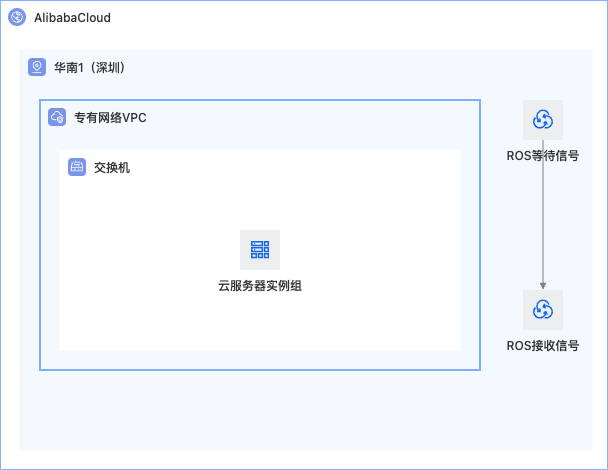 AlibabaCloud
华南1（深圳）
专有网络VPC
交换机
云服务器实例组
ROS等待信号
ROS接收信号